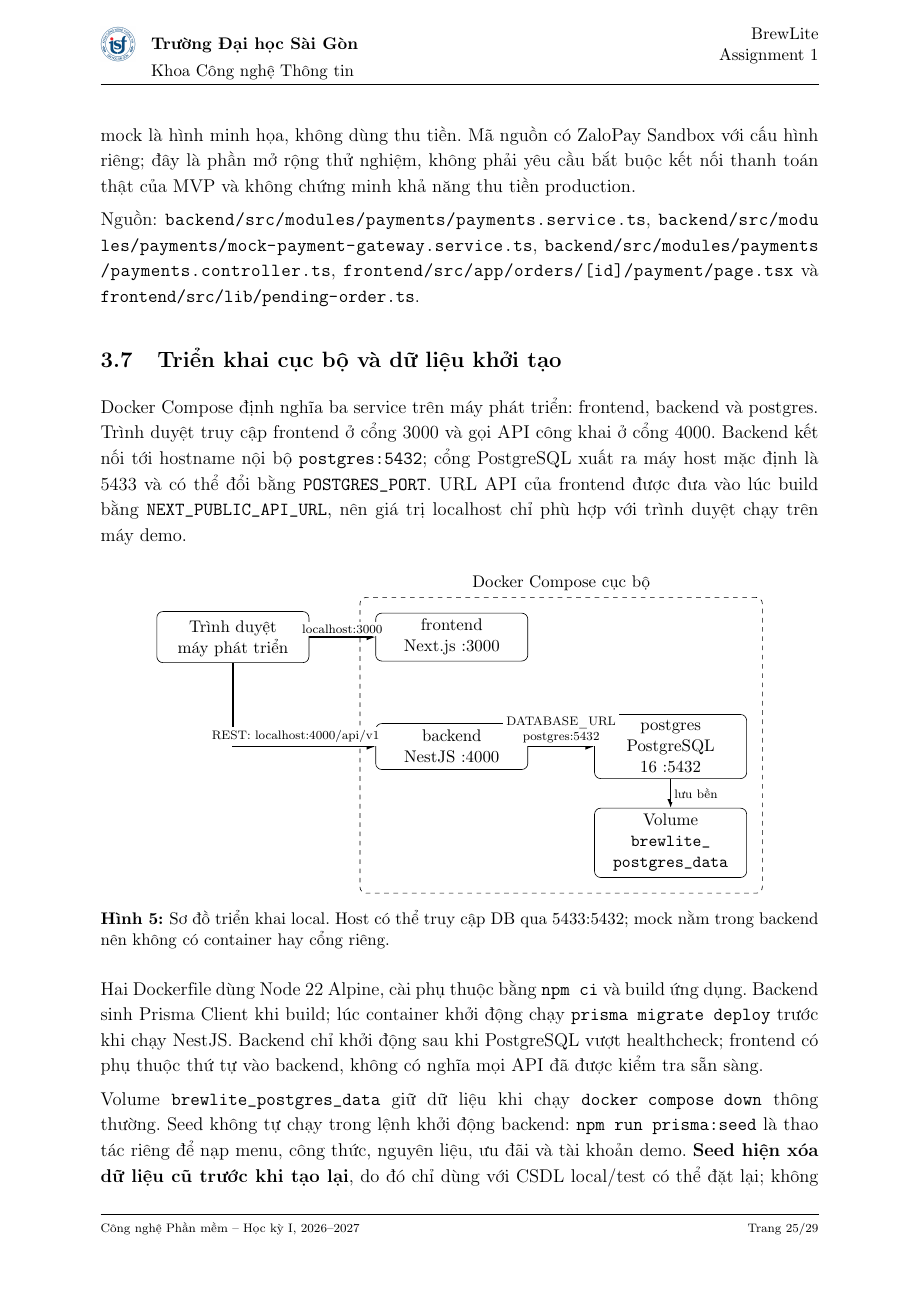 isf
Trường Đại học Sài Gòn
Khoa Công nghệ Thông tin
BrewLite
Assignment 1
mock là hình minh họa, không dùng thu tiền. Mã nguồn có ZaloPay Sandbox với cấu hình
riêng; đây là phần mở rộng thử nghiệm, không phải yêu cầu bắt buộc kết nối thanh toán
thật của MVP và không chứng minh khả năng thu tiền production.
Nguồn: backend/src/modules/payments/payments.service.ts, backend/src/modu
les/payments/mock-payment-gateway.service.ts, backend/src/modules/payments
/payments.controller.ts, frontend/src/app/orders/[id]/payment/page.tsx và
frontend/src/lib/pending-order.ts.
3.7 Triển khai cục bộ và dữ liệu khởi tạo
Docker Compose định nghĩa ba service trên máy phát triển: frontend, backend và postgres.
Trình duyệt truy cập frontend ở cổng 3000 và gọi API công khai ở cổng 4000. Backend kết
nối tới hostname nội bộ postgres:5432; cổng PostgreSQL xuất ra máy host mặc định là
5433 và có thể đổi bằng POSTGRES_PORT. URL API của frontend được đưa vào lúc build
bằng NEXT_PUBLIC_API_URL, nên giá trị localhost chỉ phù hợp với trình duyệt chạy trên
máy demo.
Docker Compose cục bộ
Trình duyệt
máy phát triển
localhost:3000
frontend
Next.js :3000
REST: localhost:4000/api/v1
backend
NestJS :4000
DATABASE_URL
postgres:5432
postgres
PostgreSQL
16 :5432
lưu bền
Volume
brewlite_
postgres_data
Hình 5: Sơ đồ triển khai local. Host có thể truy cập DB qua 5433:5432; mock nằm trong backend
nên không có container hay cổng riêng.
Hai Dockerfile dùng Node 22 Alpine, cài phụ thuộc bằng npm ci và build ứng dụng. Backend
sinh Prisma Client khi build; lúc container khởi động chạy prisma migrate deploy trước
khi chạy NestJS. Backend chỉ khởi động sau khi PostgreSQL vượt healthcheck; frontend có
phụ thuộc thứ tự vào backend, không có nghĩa mọi API đã được kiểm tra sẵn sàng.
Volume brewlite_postgres_data giữ dữ liệu khi chạy docker compose down thông
thường. Seed không tự chạy trong lệnh khởi động backend: npm run prisma:seed là thao
tác riêng để nạp menu, công thức, nguyên liệu, ưu đãi và tài khoản demo. Seed hiện xóa
dữ liệu cũ trước khi tạo lại, do đó chỉ dùng với CSDL local/test có thể đặt lại; không
Công nghệ Phần mềm – Học kỳ I, 2026–2027
Trang 25/29